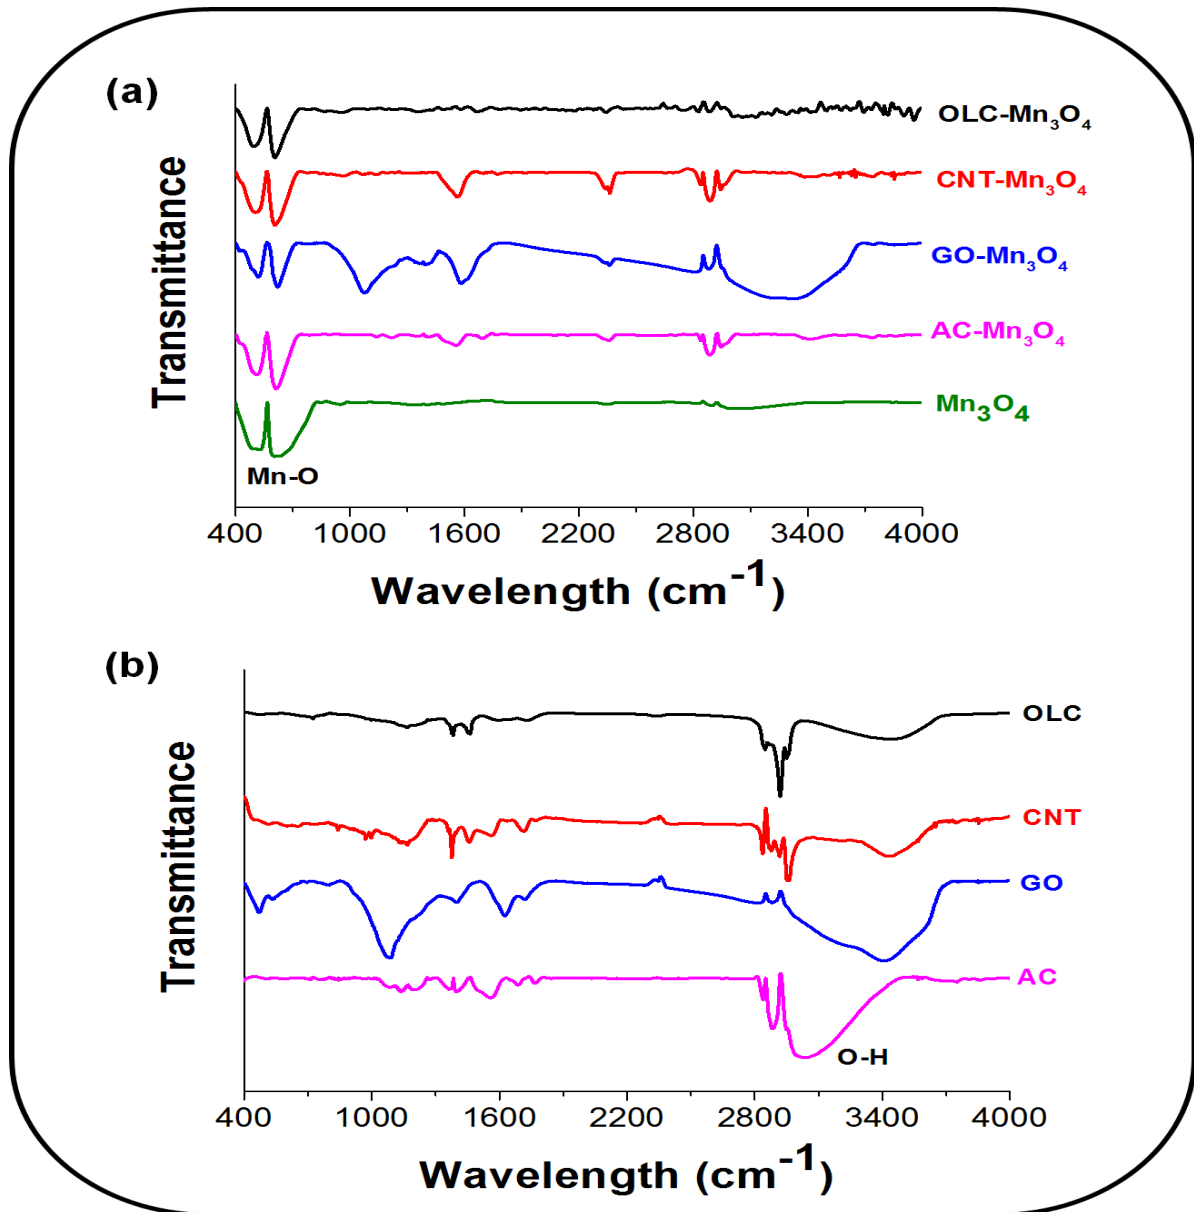 (a)
Transmittance
OLC-Mn₃O₄
CNT-Mn₃O₄
GO-Mn₃O₄
AC-Mn₃O₄
Mn₃O₄
Mn-O
400 1000 1600 2200 2800 3400 4000
Wavelength (cm⁻¹)
(b)
Transmittance
OLC
CNT
GO
AC
O-H
400 1000 1600 2200 2800 3400 4000
Wavelength (cm⁻¹)